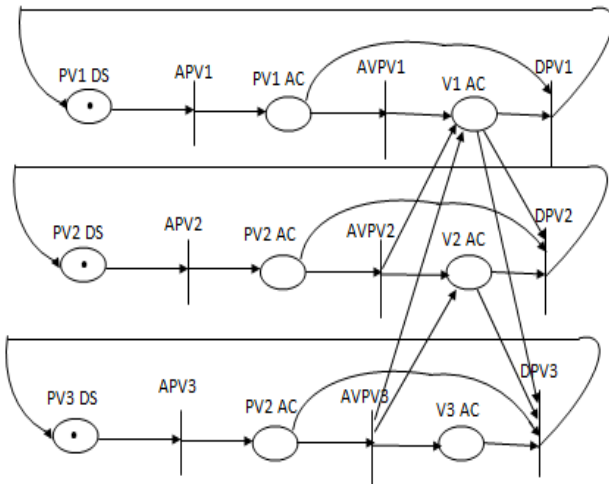 PV1 DS
APV1
PV1 AC
AVPV1
V1 AC
DPV1
PV2 DS
APV2
PV2 AC
AVPV2
V2 AC
DPV2
PV3 DS
APV3
PV2 AC
AVPV3
V3 AC
DPV3